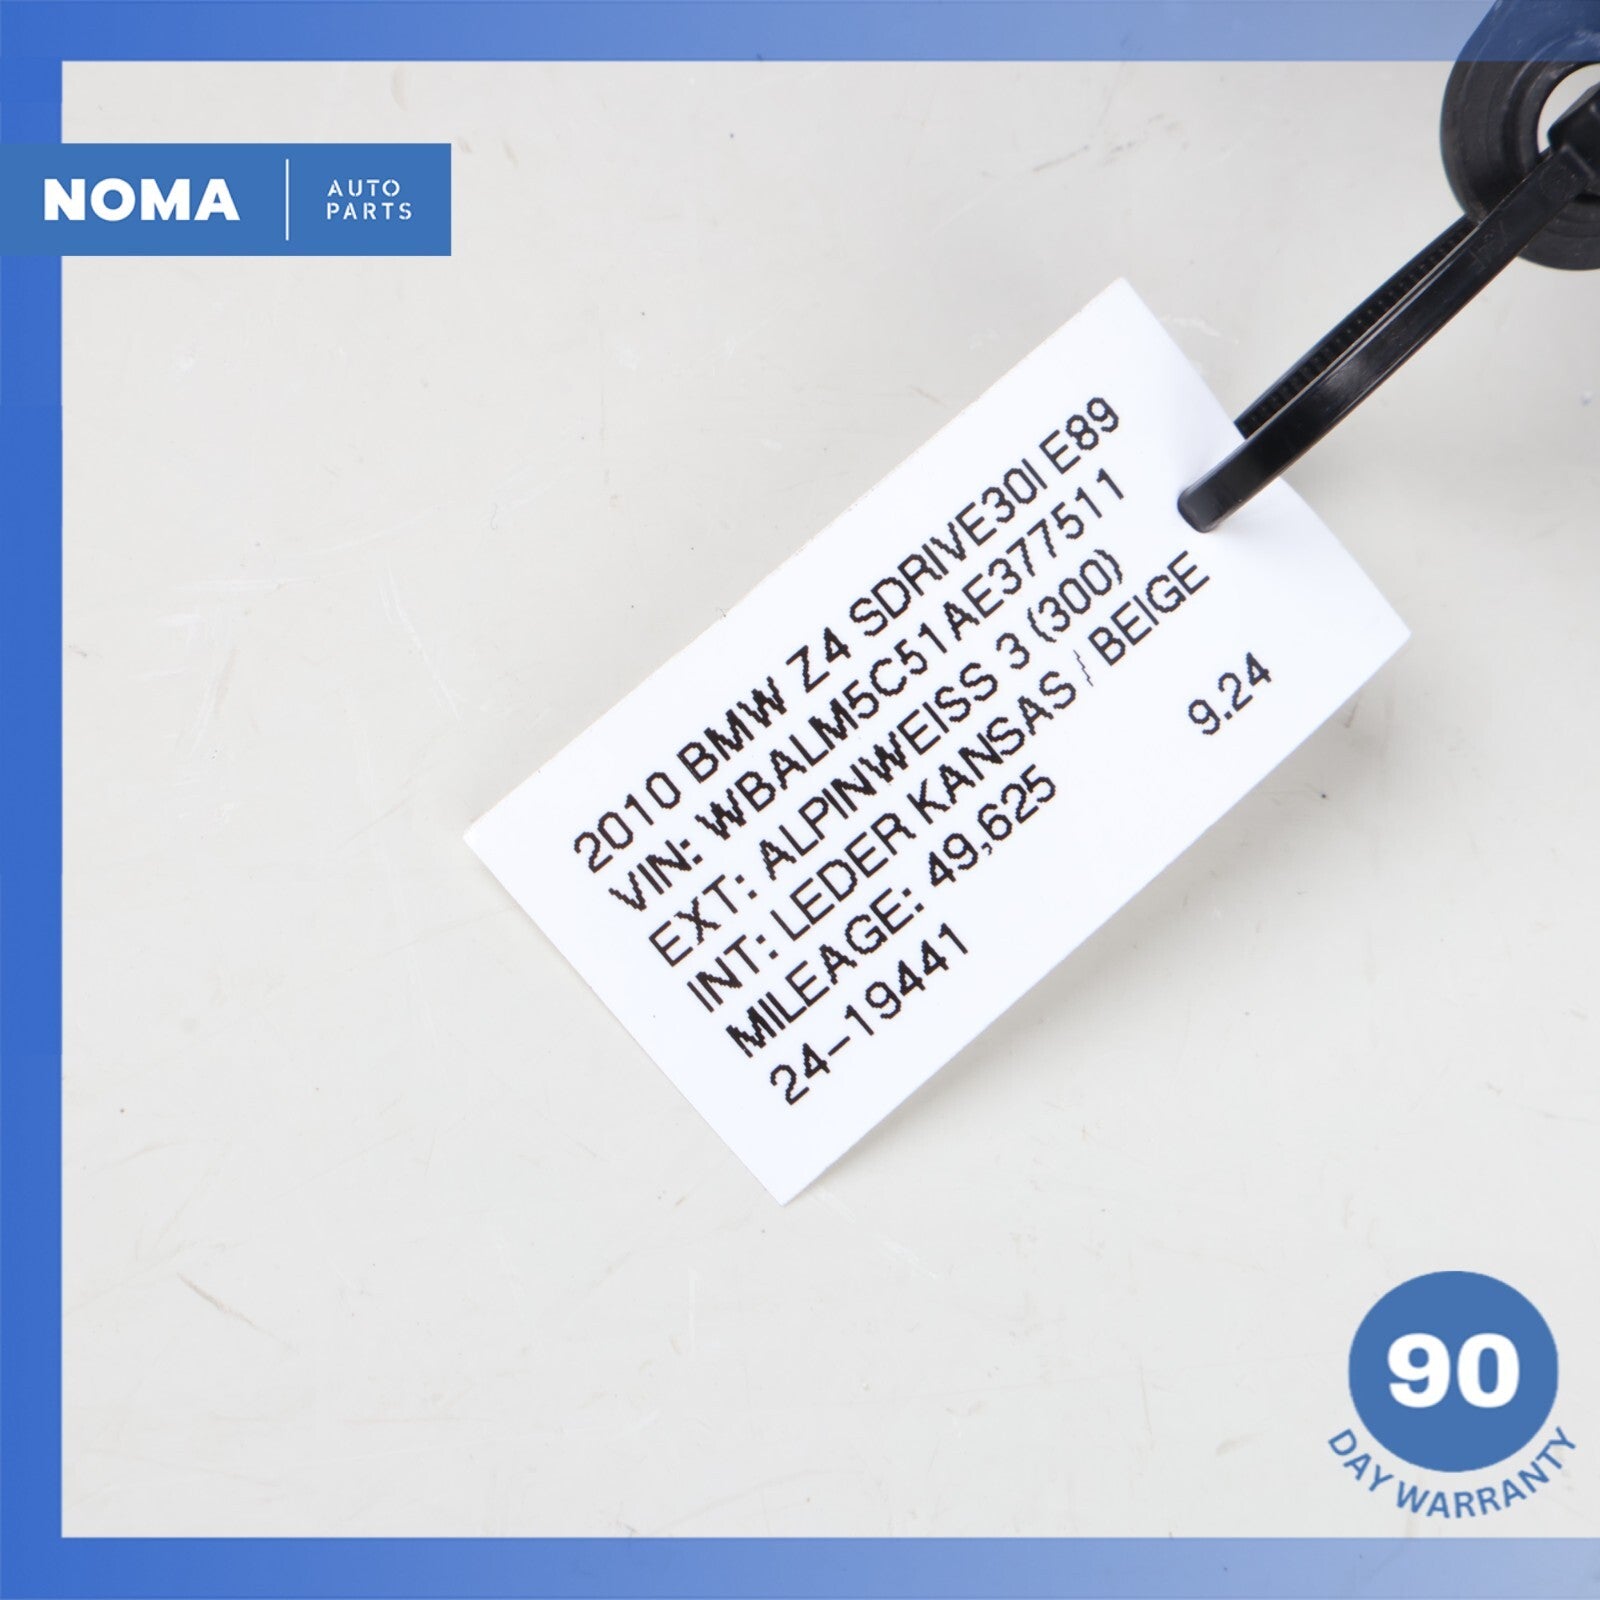 NOMA
AUTO
PARTS
2010 BMW Z4 SDRIVE30I E89
VIN: WBALM5C51AE377511
EXT: ALPINWEISS 3 (300)
INT: LEDER KANSAS / BEIGE
MILEAGE: 49,625
9.24
24-19441
90
DAY WARRANTY